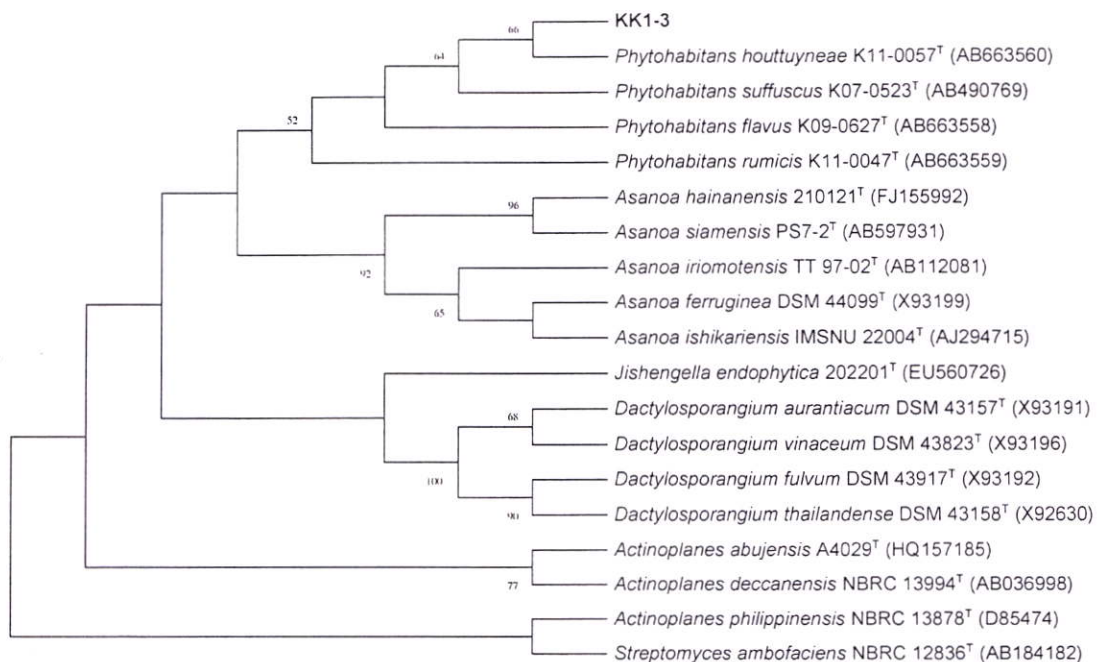 KK1-3
66
Phytohabitans houttuyneae K11-0057ᵀ (AB663560)
64
Phytohabitans suffuscus K07-0523ᵀ (AB490769)
Phytohabitans flavus K09-0627ᵀ (AB663558)
52
Phytohabitans rumicis K11-0047ᵀ (AB663559)
Asanoa hainanensis 210121ᵀ (FJ155992)
96
Asanoa siamensis PS7-2ᵀ (AB597931)
92
Asanoa iriomotensis TT 97-02ᵀ (AB112081)
Asanoa ferruginea DSM 44099ᵀ (X93199)
65
Asanoa ishikariensis IMSNU 22004ᵀ (AJ294715)
Jishengella endophytica 202201ᵀ (EU560726)
Dactylosporangium aurantiacum DSM 43157ᵀ (X93191)
68
Dactylosporangium vinaceum DSM 43823ᵀ (X93196)
100
Dactylosporangium fulvum DSM 43917ᵀ (X93192)
90
Dactylosporangium thailandense DSM 43158ᵀ (X92630)
Actinoplanes abujensis A4029ᵀ (HQ157185)
77
Actinoplanes deccanensis NBRC 13994ᵀ (AB036998)
Actinoplanes philippinensis NBRC 13878ᵀ (D85474)
Streptomyces ambofaciens NBRC 12836ᵀ (AB184182)